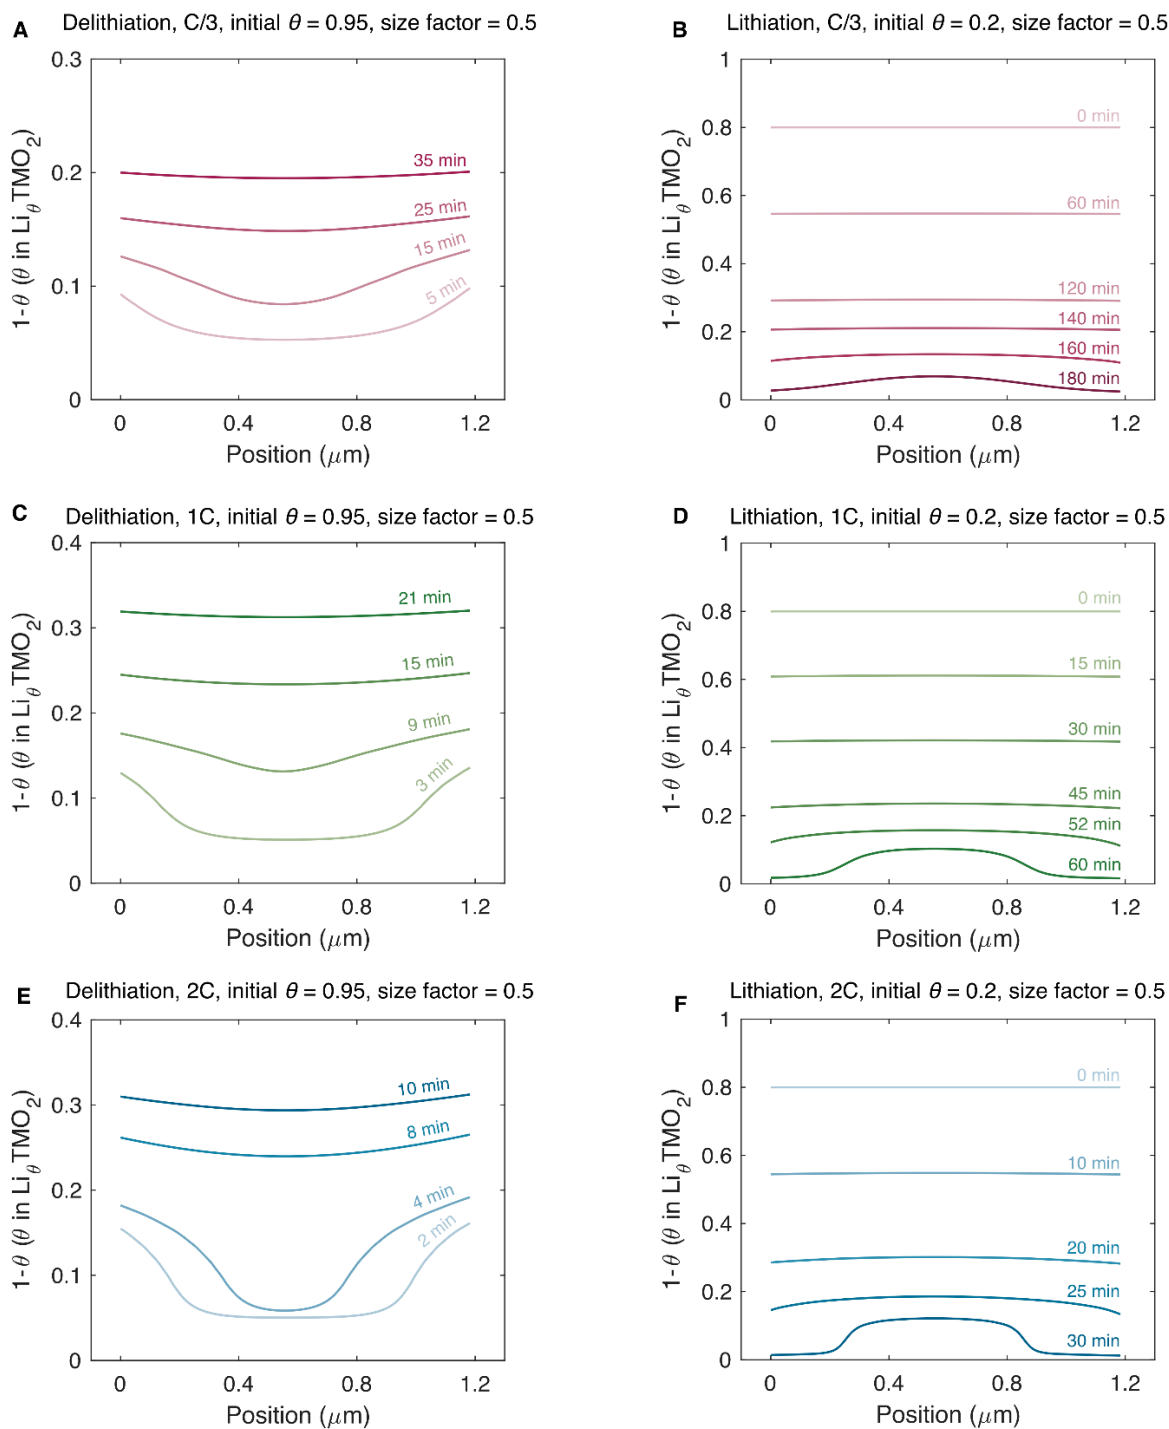 A Delithiation, C/3, initial θ = 0.95, size factor = 0.5
0.3
0.2
0.1
0
1-θ (θ in LiθTMO2)
35 min
25 min
15 min
5 min
0 0.4 0.8 1.2
Position (μm)
B Lithiation, C/3, initial θ = 0.2, size factor = 0.5
1
0.8
0.6
0.4
0.2
0
1-θ (θ in LiθTMO2)
0 min
60 min
120 min
140 min
160 min
180 min
0 0.4 0.8 1.2
Position (μm)
C Delithiation, 1C, initial θ = 0.95, size factor = 0.5
0.4
0.3
0.2
0.1
0
1-θ (θ in LiθTMO2)
21 min
15 min
9 min
3 min
0 0.4 0.8 1.2
Position (μm)
D Lithiation, 1C, initial θ = 0.2, size factor = 0.5
1
0.8
0.6
0.4
0.2
0
1-θ (θ in LiθTMO2)
0 min
15 min
30 min
45 min
52 min
60 min
0 0.4 0.8 1.2
Position (μm)
E Delithiation, 2C, initial θ = 0.95, size factor = 0.5
0.4
0.3
0.2
0.1
0
1-θ (θ in LiθTMO2)
10 min
8 min
4 min
2 min
0 0.4 0.8 1.2
Position (μm)
F Lithiation, 2C, initial θ = 0.2, size factor = 0.5
1
0.8
0.6
0.4
0.2
0
1-θ (θ in LiθTMO2)
0 min
10 min
20 min
25 min
30 min
0 0.4 0.8 1.2
Position (μm)